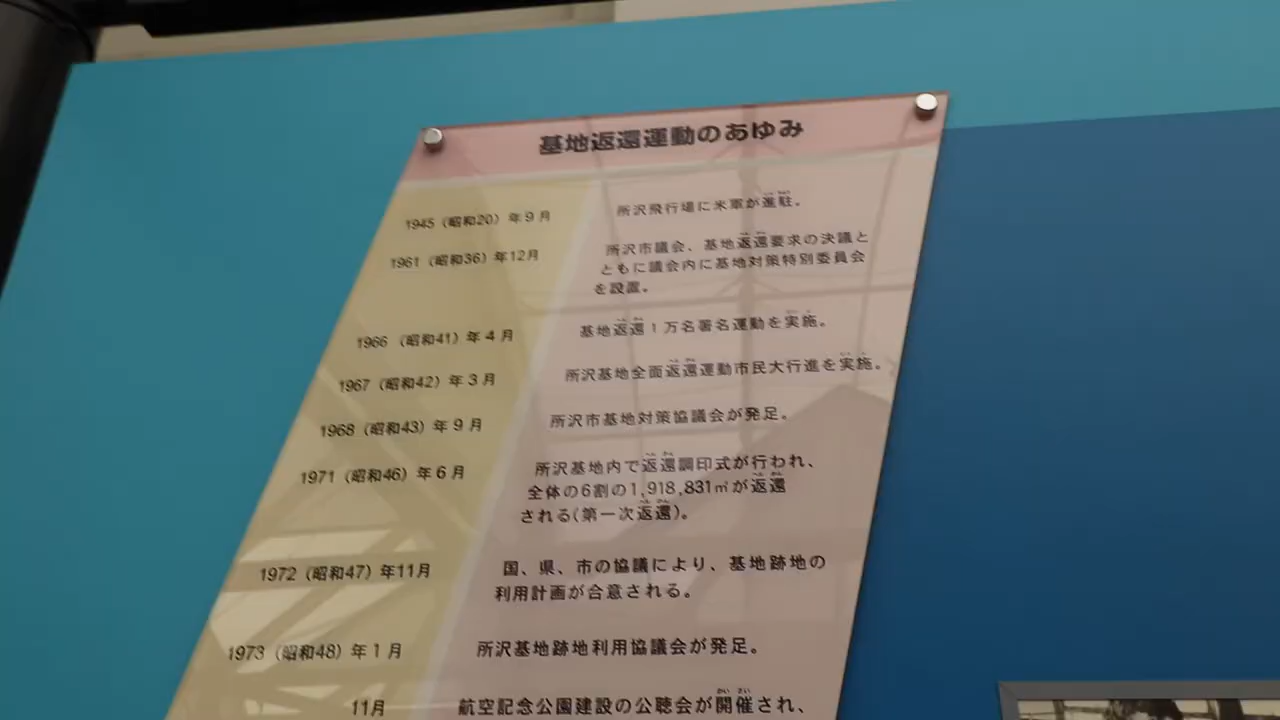 基地返還運動のあゆみ
1945（昭和20）年9月 所沢飛行場に米軍が進駐。
1961（昭和36）年12月 所沢市議会、基地返還要求の決議と
ともに議会内に基地対策特別委員会
を設置。
1966（昭和41）年4月 基地返還1万名署名運動を実施。
1967（昭和42）年3月 所沢基地全面返還運動市民大行進を実施。
1968（昭和43）年9月 所沢市基地対策協議会が発足。
1971（昭和46）年6月 所沢基地内で返還調印式が行われ、
全体の6割の1,918,831㎡が返還
される(第一次返還)。
1972（昭和47）年11月 国、県、市の協議により、基地跡地の
利用計画が合意される。
1973（昭和48）年1月 所沢基地跡地利用協議会が発足。
11月 航空記念公園建設の公聴会が開催され、